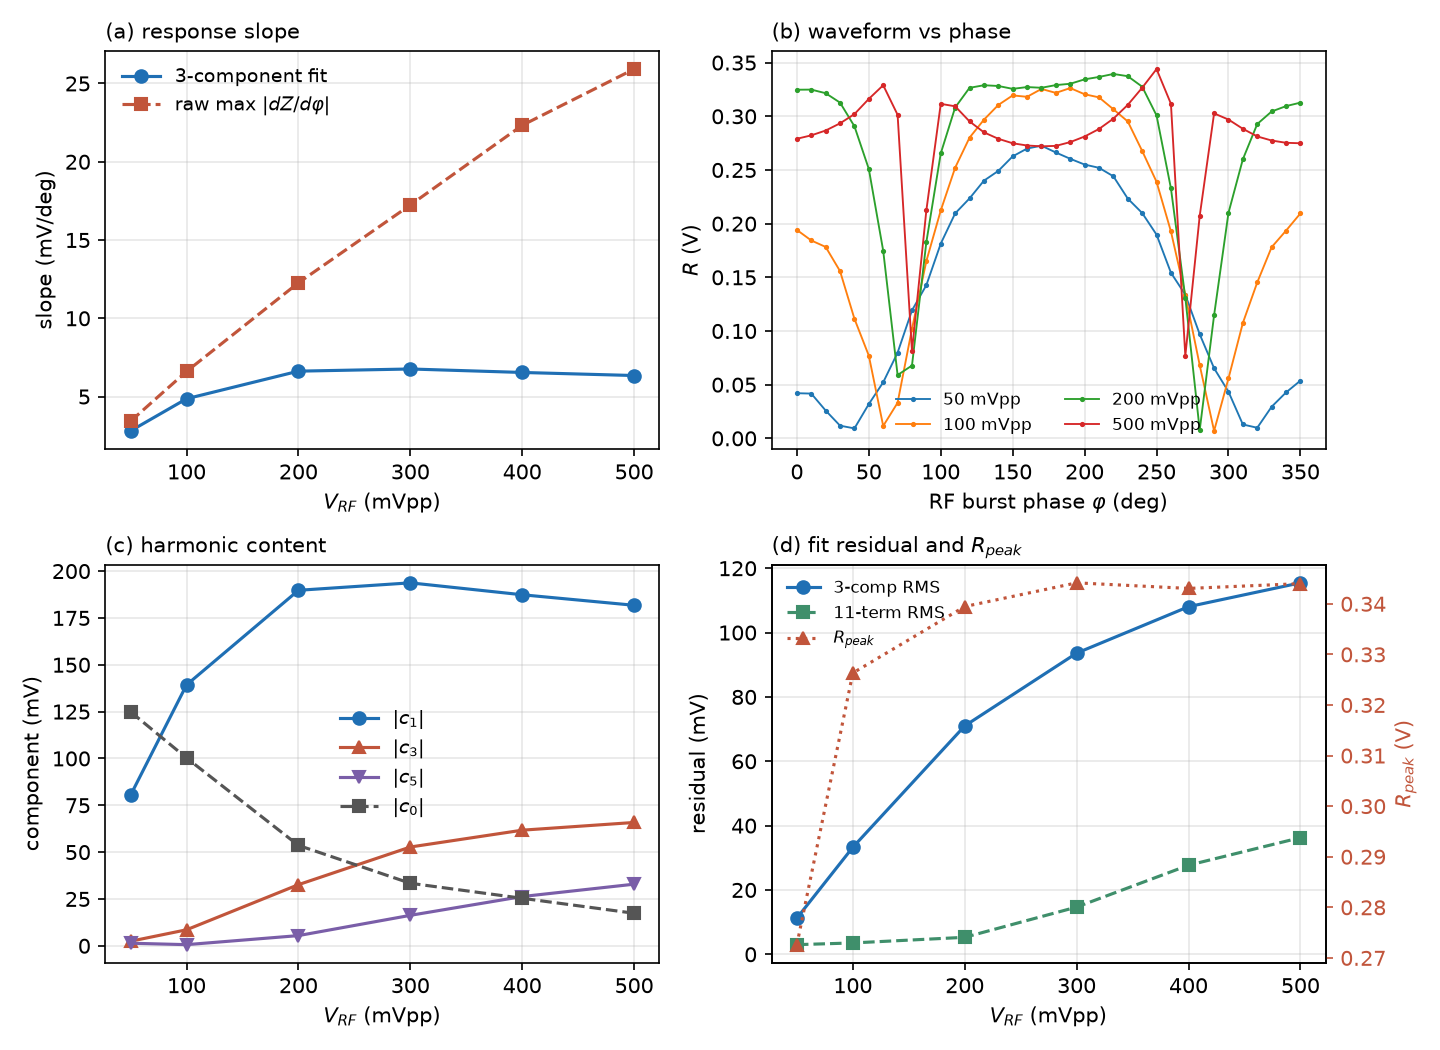 (a) response slope
3-component fit
raw max |dZ/dφ|
25
20
15
10
5
slope (mV/deg)
100 200 300 400 500
V_RF (mVpp)
(b) waveform vs phase
0.35
0.30
0.25
0.20
0.15
0.10
0.05
0.00
R (V)
50 mVpp
100 mVpp
200 mVpp
500 mVpp
0 50 100 150 200 250 300 350
RF burst phase φ (deg)
(c) harmonic content
200
175
150
125
100
75
50
25
0
component (mV)
|c₁|
|c₃|
|c₅|
|c₀|
100 200 300 400 500
V_RF (mVpp)
(d) fit residual and R_peak
3-comp RMS
11-term RMS
R_peak
120
100
80
60
40
20
0
residual (mV)
0.34
0.33
0.32
0.31
0.30
0.29
0.28
0.27
R_peak (V)
100 200 300 400 500
V_RF (mVpp)